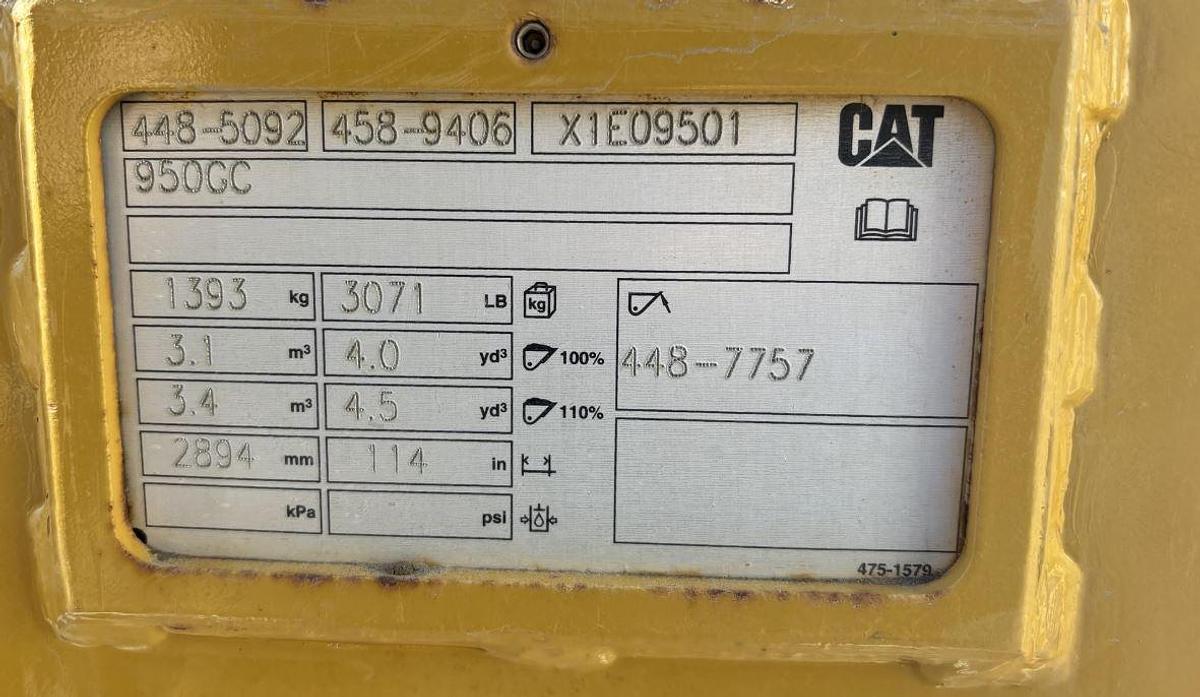 448-5092 458-9406 X1E09501 CAT
950GC
1393 kg 3071 LB kg
3.1 m³ 4.0 yd³ 100% 448-7757
3.4 m³ 4.5 yd³ 110%
2894 mm 114 in
kPa psi
475-1579